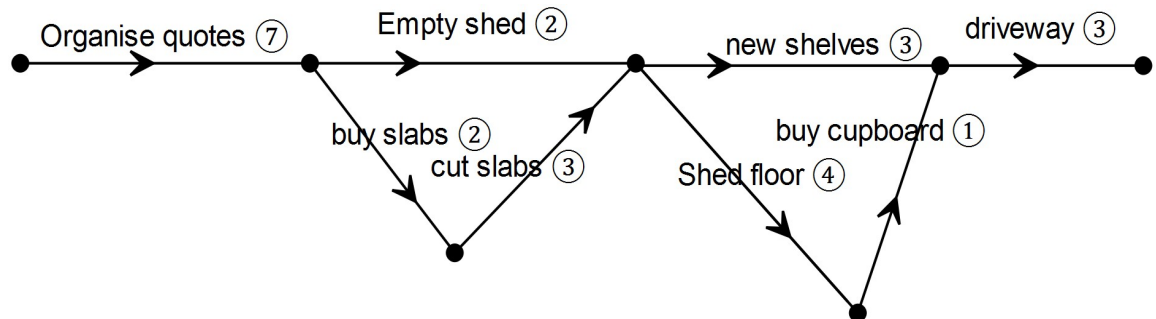 Organise quotes ⑦
Empty shed ②
new shelves ③
driveway ③
buy slabs ②
cut slabs ③
buy cupboard ①
Shed floor ④